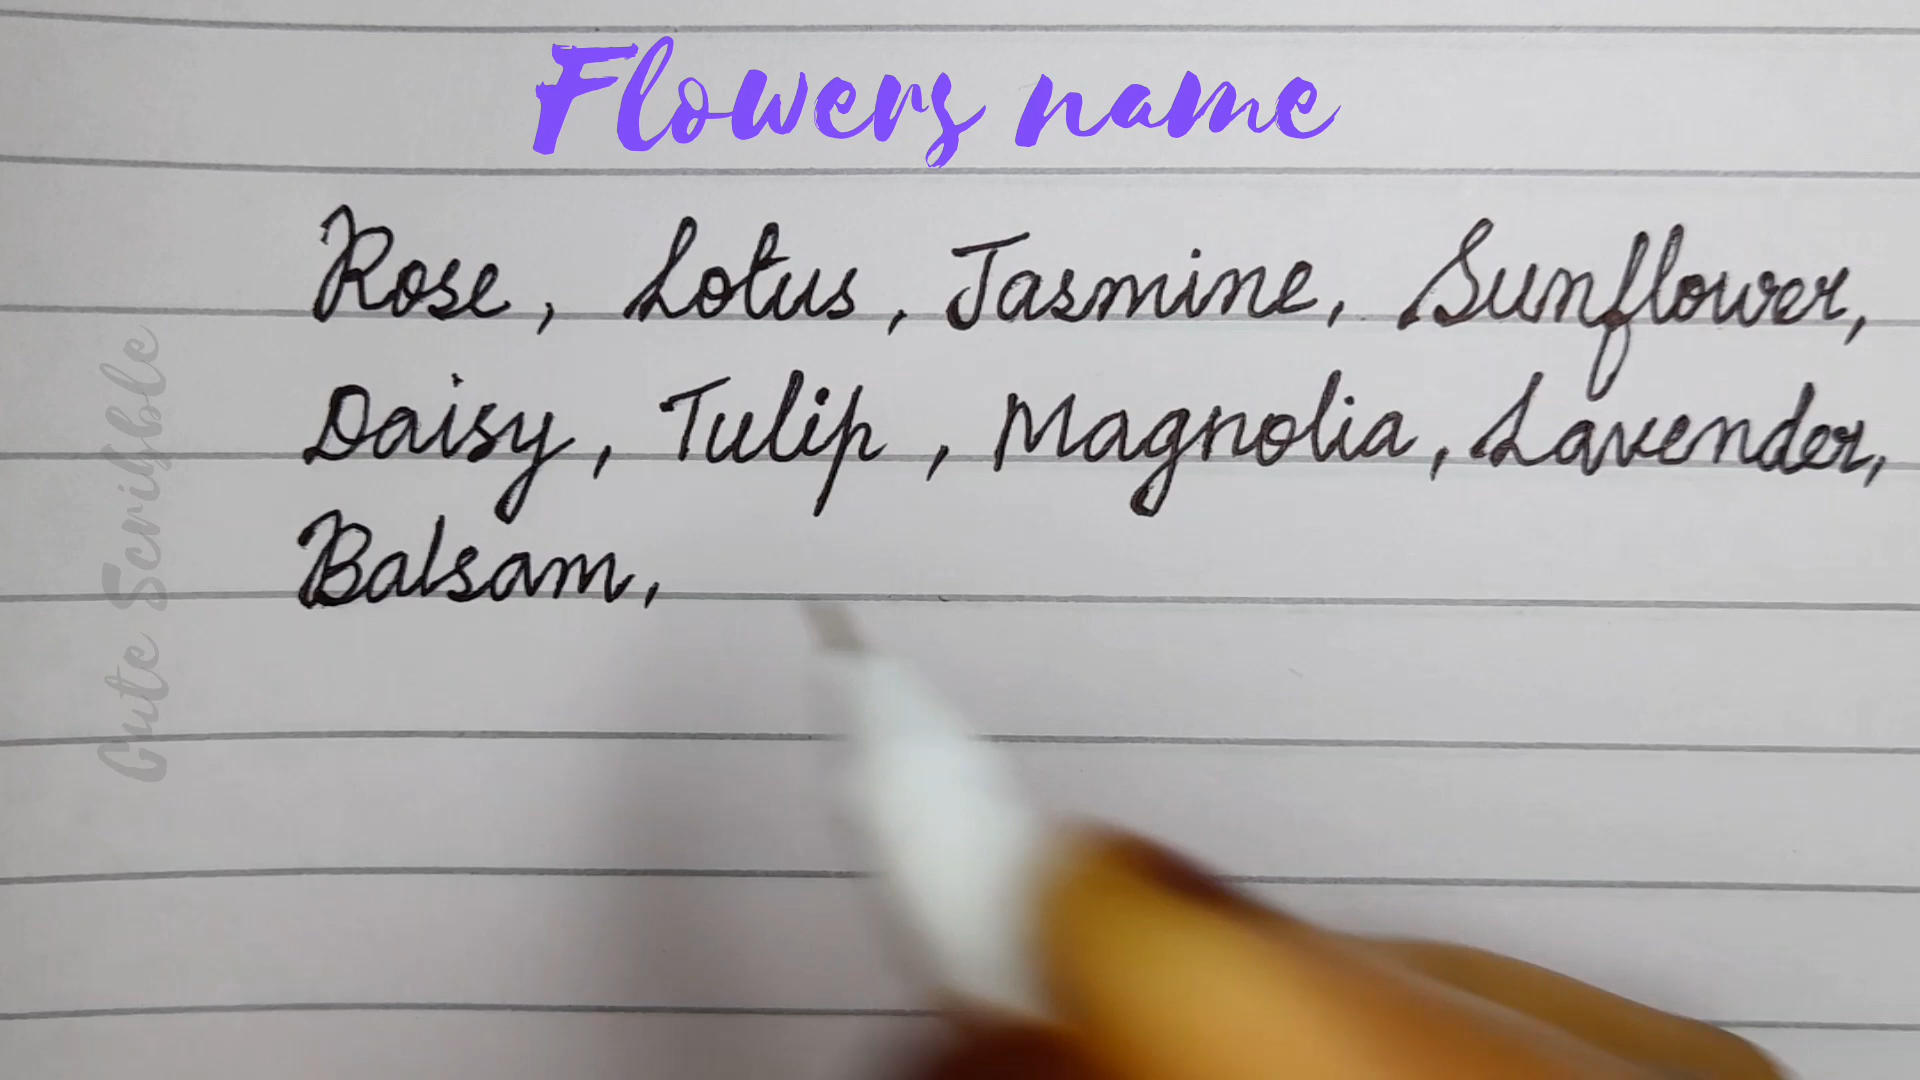 Flowers name
Rose, Lotus, Jasmine, Sunflower,
Daisy, Tulip, Magnolia, Lavender,
Balsam,
Cute Scribble